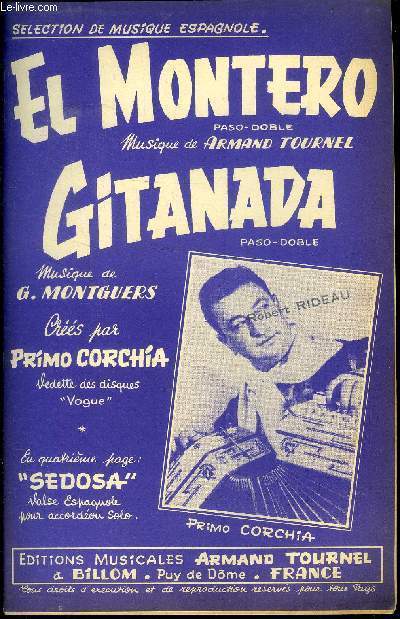 © Le-livre.com
SELECTION DE MUSIQUE ESPAGNOLE.
EL MONTERO
PASO-DOBLE
Musique de ARMAND TOURNEL
GITANADA
PASO-DOBLE
Musique de
G. MONTGUERS
Créés par
PRIMO CORCHIA
Vedette des disques
"Vogue"
*
En quatrième page:
"SEDOSA"
Valse Espagnole
pour accordéon Solo.
Robert RIDEAU
PRIMO CORCHIA
EDITIONS MUSICALES ARMAND TOURNEL
à BILLOM. Puy de Dôme. FRANCE
Tous droits d'execution et de reproduction réservés pour tous Pays